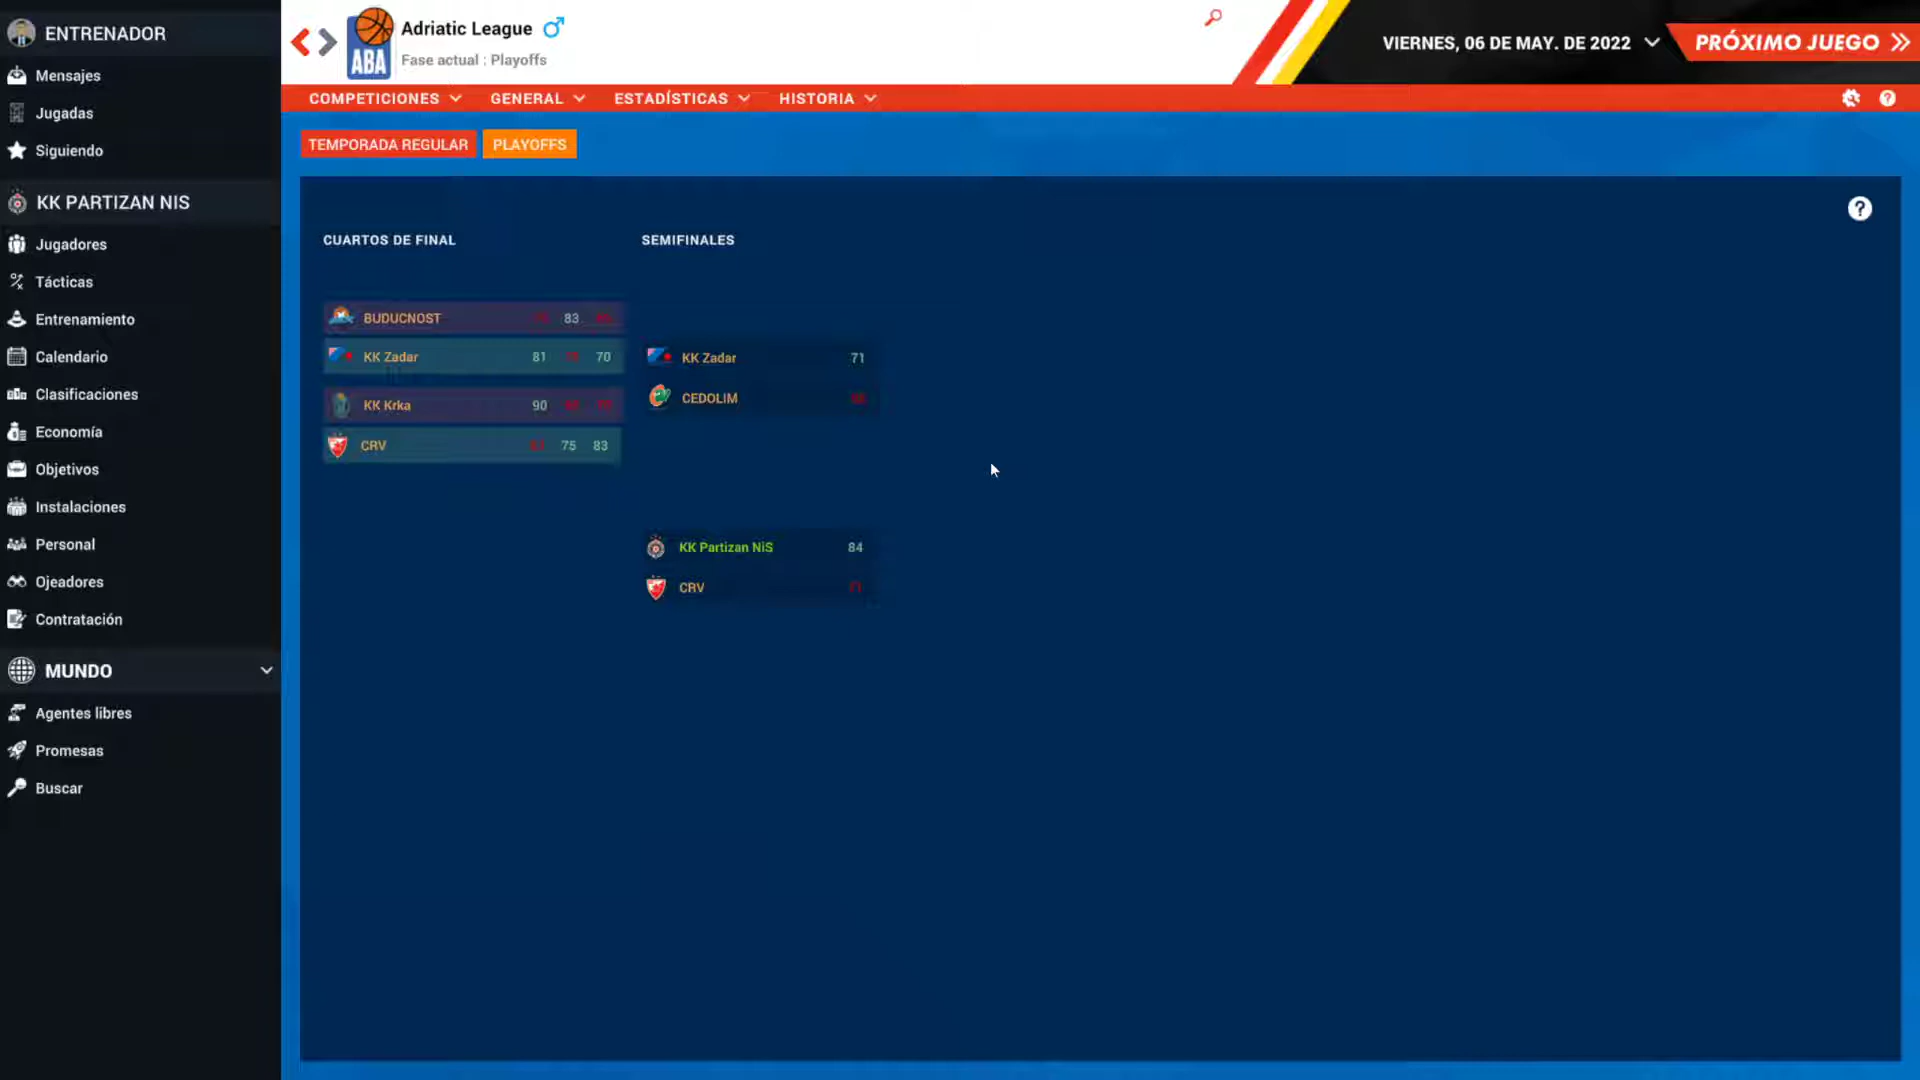 ENTRENADOR
Mensajes
Jugadas
Siguiendo
KK PARTIZAN NIS
Jugadores
Tácticas
Entrenamiento
Calendario
Clasificaciones
Economía
Objetivos
Instalaciones
Personal
Ojeadores
Contratación
MUNDO
Agentes libres
Promesas
Buscar
ABA
Adriatic League
Fase actual : Playoffs
VIERNES, 06 DE MAY. DE 2022
PRÓXIMO JUEGO
COMPETICIONES GENERAL ESTADÍSTICAS HISTORIA
TEMPORADA REGULAR PLAYOFFS
CUARTOS DE FINAL SEMIFINALES
BUDUCNOST 83
KK Zadar 81 70
KK Krka 90
CRV 75 83
KK Zadar 71
CEDOLIM
KK Partizan NiS 84
CRV